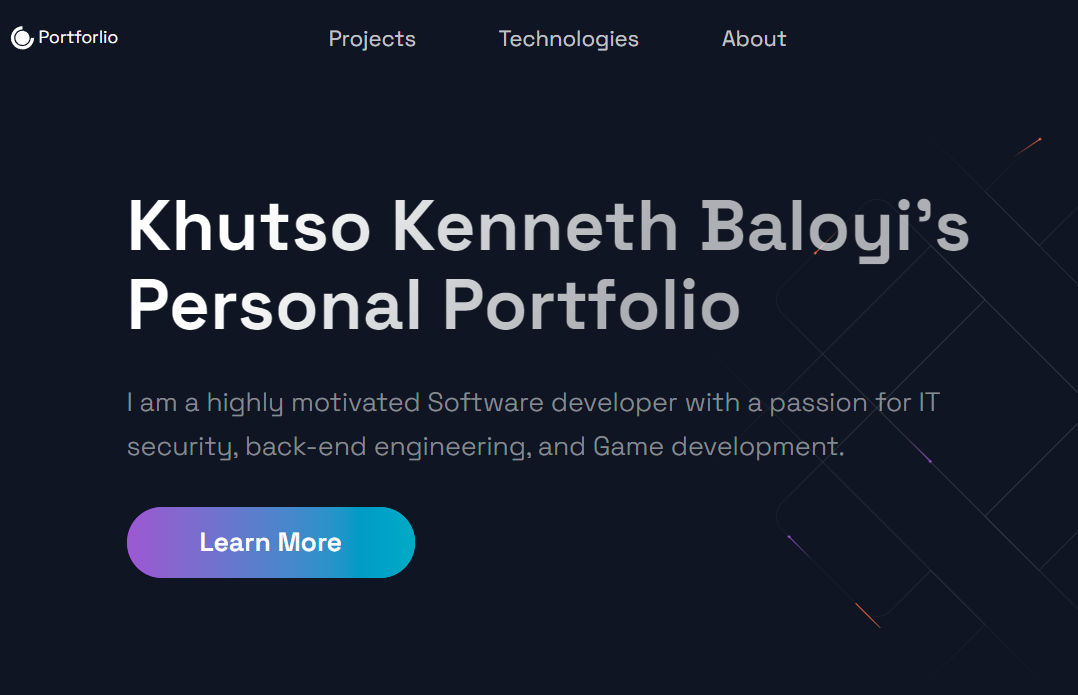 Portforlio
Projects
Technologies
About
Khutso Kenneth Baloyi’s
Personal Portfolio
I am a highly motivated Software developer with a passion for IT
security, back-end engineering, and Game development.
Learn More